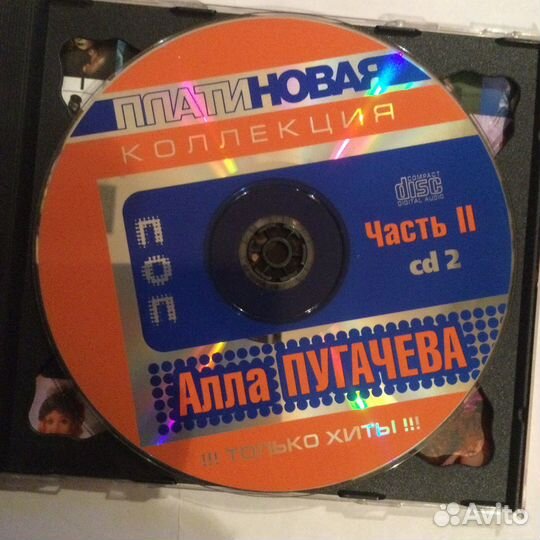 ПЛАТИНОВАЯ
КОЛЛЕКЦИЯ
COMPACT
disc
DIGITAL AUDIO
Часть II
cd 2
поп
Алла ПУГАЧЕВА
!!! ТОЛЬКО ХИТЫ !!!
Avito